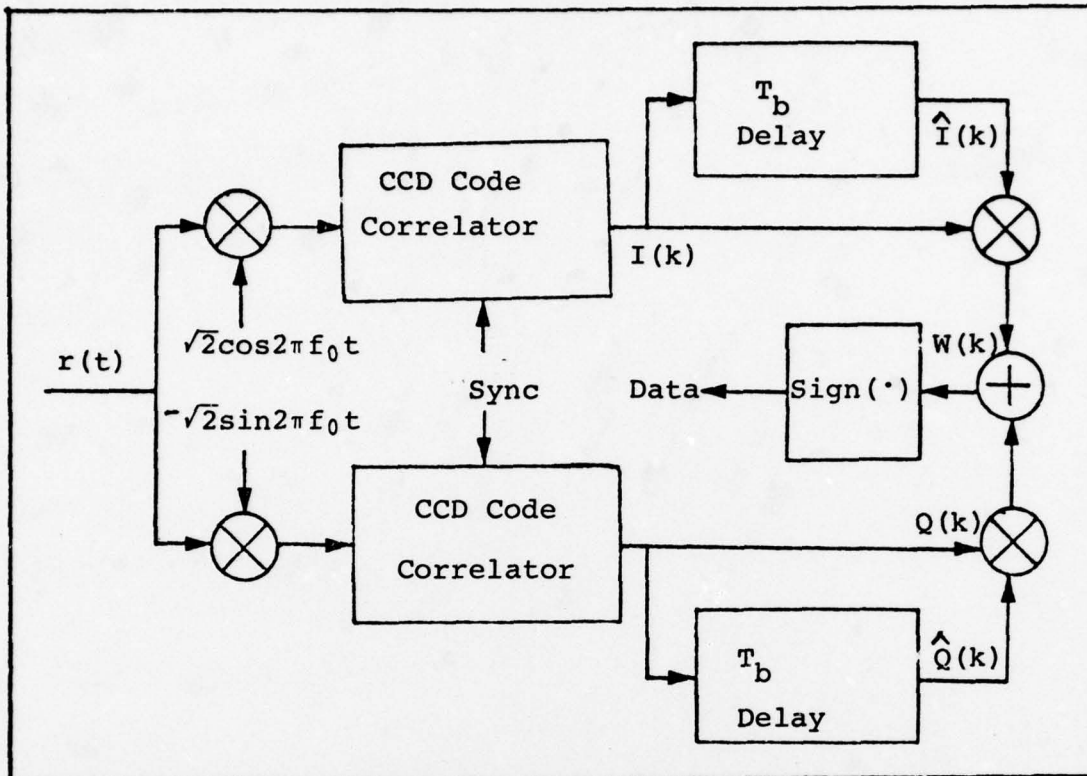 T_b
Delay
Î(k)
CCD Code
Correlator
I(k)
√2cos2πf₀t
r(t)
W(k)
Sign(·)
Data
Sync
-√2sin2πf₀t
CCD Code
Correlator
Q(k)
T_b
Delay
Q̂(k)